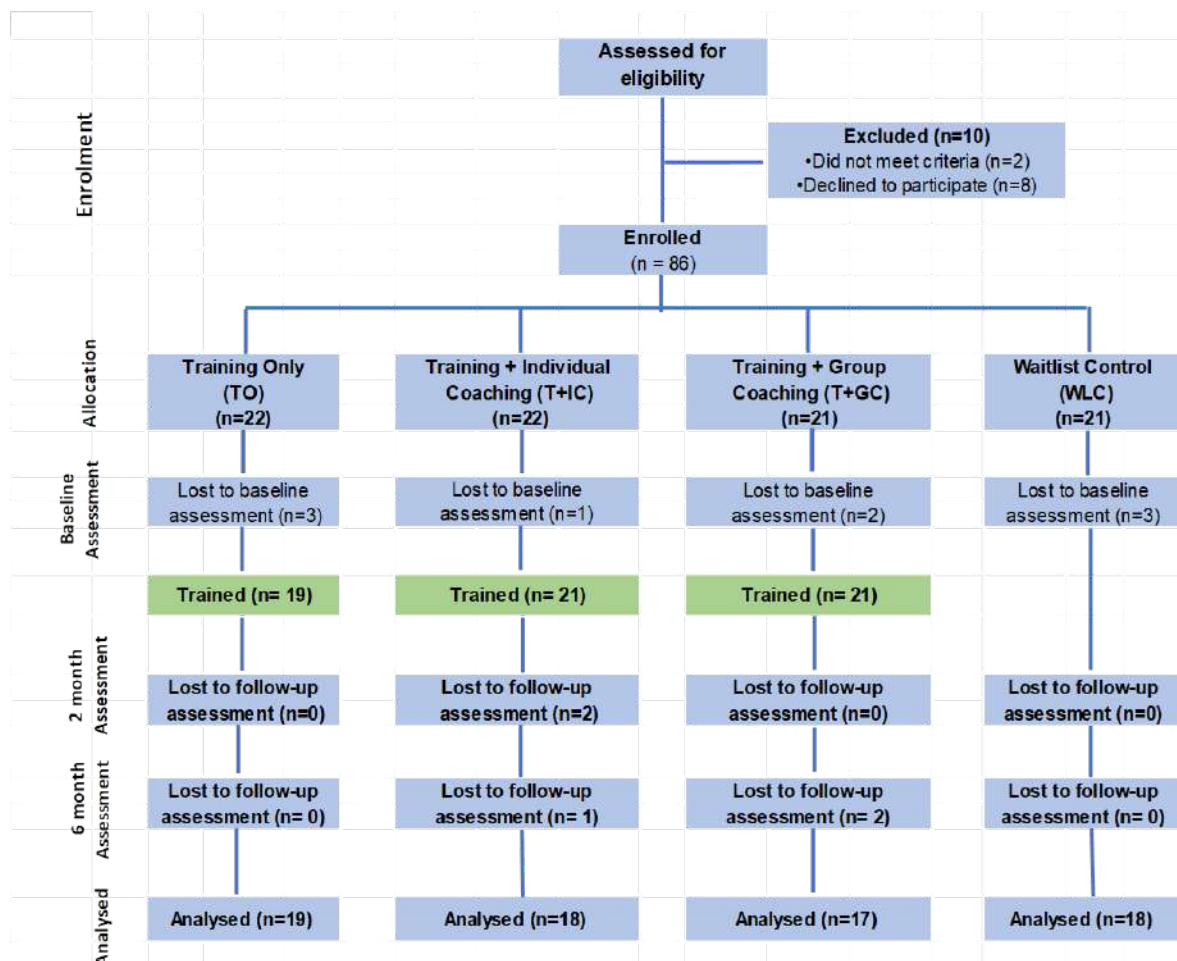 Assessed for
eligibility
Enrolment
Excluded (n=10)
•Did not meet criteria (n=2)
•Declined to participate (n=8)
Enrolled
(n = 86)
Allocation
Training Only
(TO)
(n=22)
Training + Individual
Coaching (T+IC)
(n=22)
Training + Group
Coaching (T+GC)
(n=21)
Waitlist Control
(WLC)
(n=21)
Baseline
Assessment
Lost to baseline
assessment (n=3)
Lost to baseline
assessment (n=1)
Lost to baseline
assessment (n=2)
Lost to baseline
assessment (n=3)
Trained (n= 19)
Trained (n= 21)
Trained (n= 21)
2 month
Assessment
Lost to follow-up
assessment (n=0)
Lost to follow-up
assessment (n=2)
Lost to follow-up
assessment (n=0)
Lost to follow-up
assessment (n=0)
6 month
Assessment
Lost to follow-up
assessment (n= 0)
Lost to follow-up
assessment (n= 1)
Lost to follow-up
assessment (n= 2)
Lost to follow-up
assessment (n= 0)
Analysed
Analysed (n=19)
Analysed (n=18)
Analysed (n=17)
Analysed (n=18)